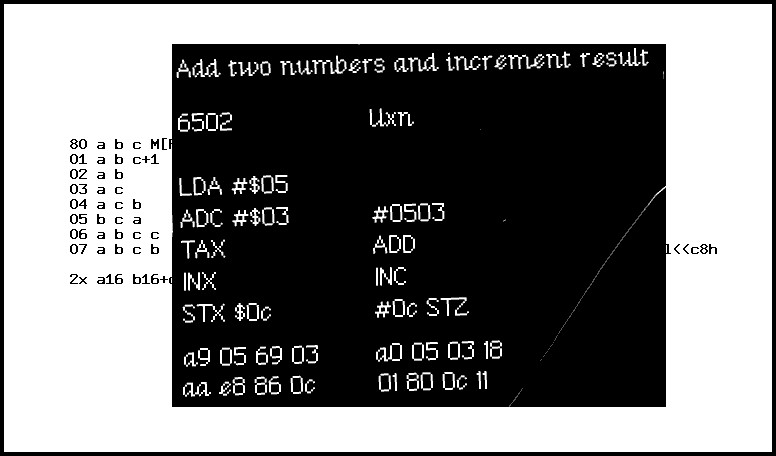 Add two numbers and increment result
6502 Uxn
80 a b c M[
01 a b c+1
02 a b
03 a c
04 a c b
05 b c a
06 a b c c
07 a b c b
2x a16 b16+
<<c8h
LDA #$05
ADC #$03 #0503
TAX ADD
INX INC
STX $0c #0c STZ
a9 05 69 03 a0 05 03 18
aa e8 86 0c 01 80 0c 11